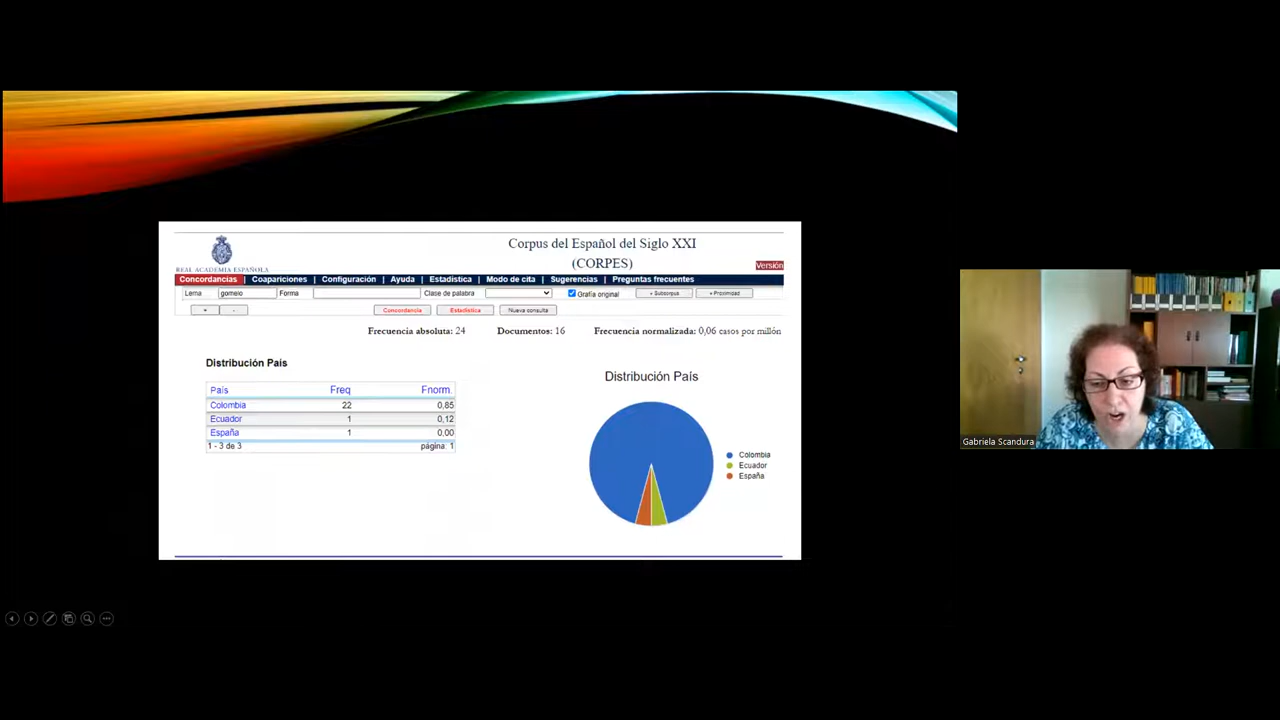 Corpus del Español del Siglo XXI
(CORPES)
REAL ACADEMIA ESPAÑOLA
Versión
Concordancias | Coapariciones | Configuración | Ayuda | Estadística | Modo de cita | Sugerencias | Preguntas frecuentes
Lema gomelo Forma Clase de palabra Grafía original + Subcorpus + Proximidad
+ - Concordancia Estadística Nueva consulta
Frecuencia absoluta: 24 Documentos: 16 Frecuencia normalizada: 0,06 casos por millón
Distribución País
País Freq Fnorm.
Colombia 22 0,85
Ecuador 1 0,12
España 1 0,00
1 - 3 de 3 página: 1
Distribución País
Colombia
Ecuador
España
Gabriela Scandura